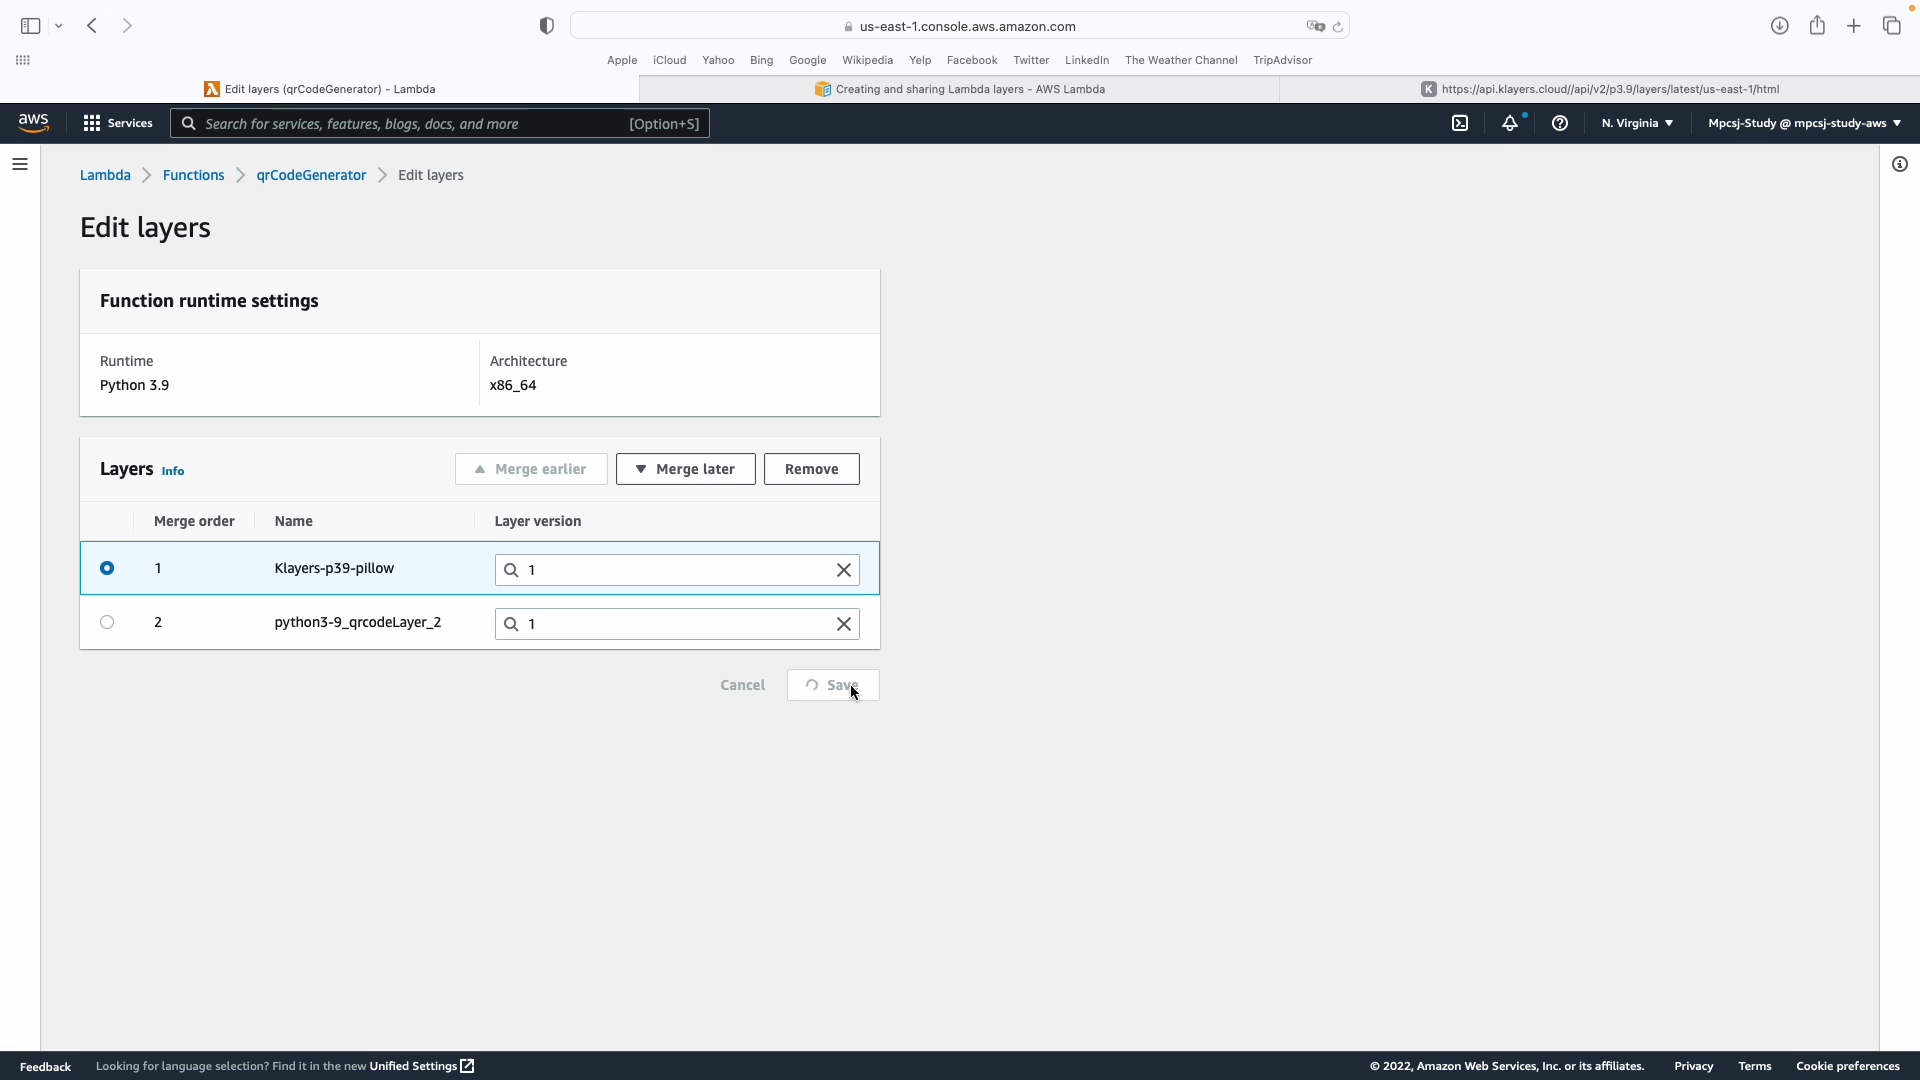 us-east-1.console.aws.amazon.com
Apple iCloud Yahoo Bing Google Wikipedia Yelp Facebook Twitter LinkedIn The Weather Channel TripAdvisor
Edit layers (qrCodeGenerator) - Lambda
Creating and sharing Lambda layers - AWS Lambda
K https://api.klayers.cloud//api/v2/p3.9/layers/latest/us-east-1/html
aws Services Search for services, features, blogs, docs, and more [Option+S] N. Virginia Mpcsj-Study @ mpcsj-study-aws
Lambda Functions qrCodeGenerator Edit layers
Edit layers
Function runtime settings
Runtime
Python 3.9
Architecture
x86_64
Layers Info Merge earlier Merge later Remove
Merge order Name Layer version
1 Klayers-p39-pillow 1
2 python3-9_qrcodeLayer_2 1
Cancel Save
Feedback Looking for language selection? Find it in the new Unified Settings © 2022, Amazon Web Services, Inc. or its affiliates. Privacy Terms Cookie preferences